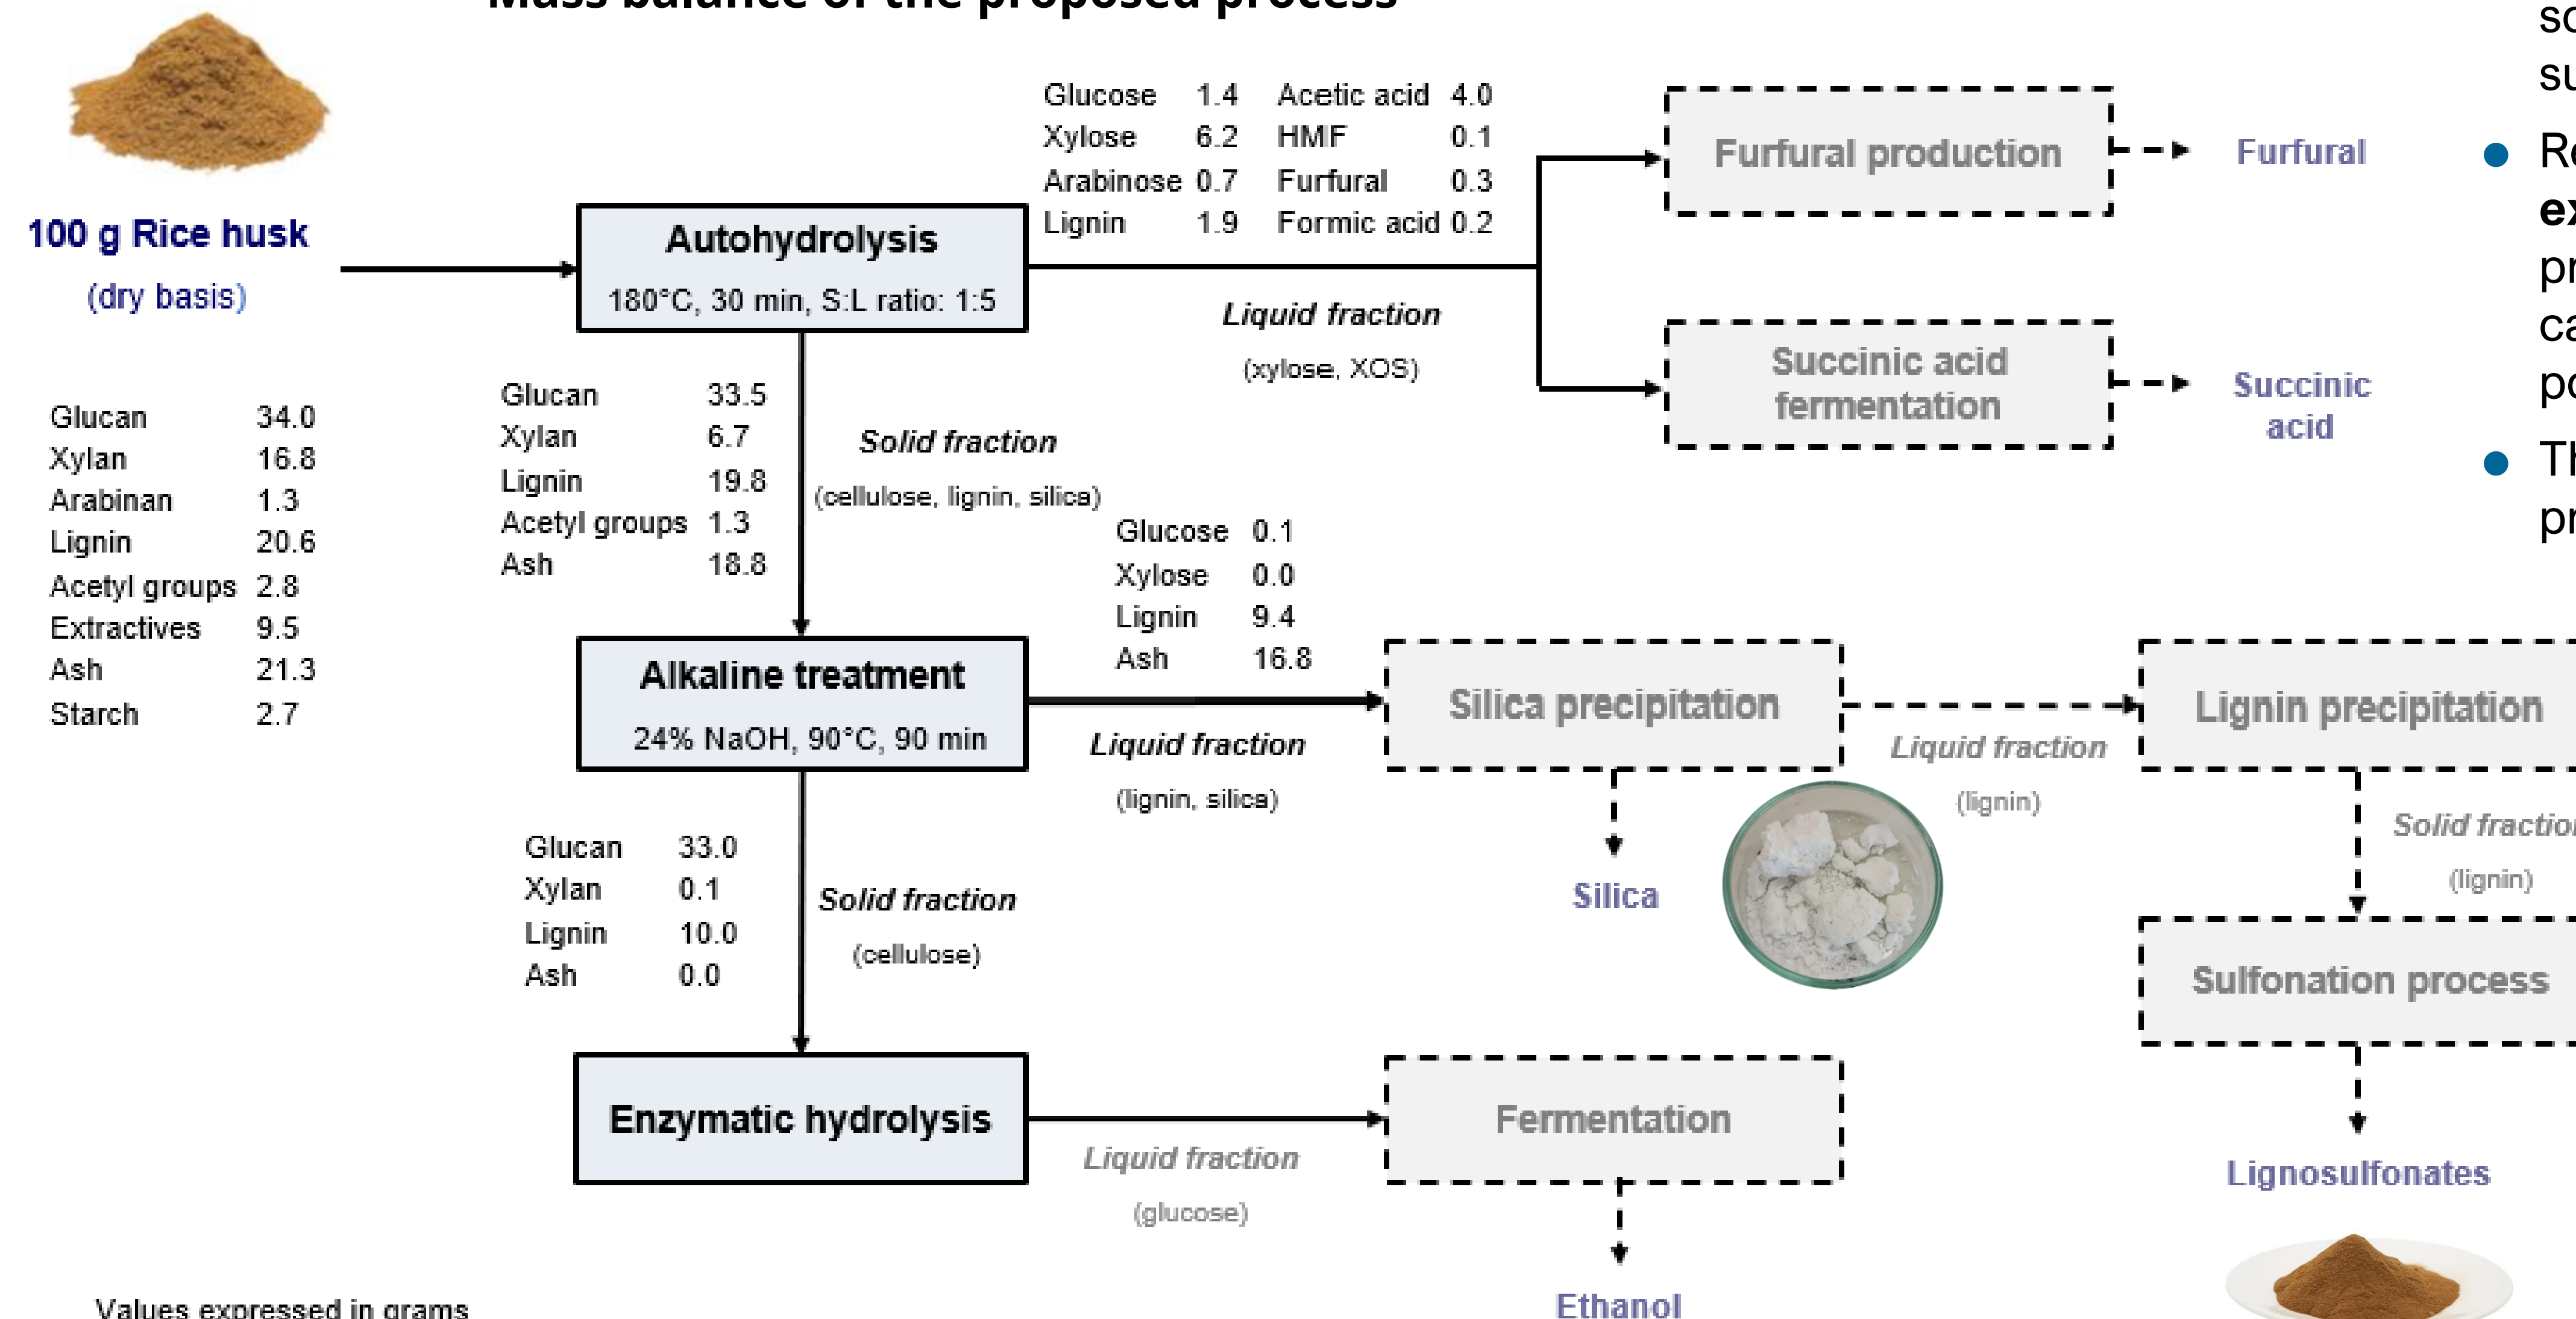 Mass balance of the proposed process
100 g Rice husk
(dry basis)
Glucan 34.0
Xylan 16.8
Arabinan 1.3
Lignin 20.6
Acetyl groups 2.8
Extractives 9.5
Ash 21.3
Starch 2.7
Autohydrolysis
180°C, 30 min, S:L ratio: 1:5
Glucose 1.4 Acetic acid 4.0
Xylose 6.2 HMF 0.1
Arabinose 0.7 Furfural 0.3
Lignin 1.9 Formic acid 0.2
Liquid fraction
(xylose, XOS)
Furfural production
Furfural
Succinic acid
fermentation
Succinic
acid
Glucan 33.5
Xylan 6.7
Lignin 19.8
Acetyl groups 1.3
Ash 18.8
Solid fraction
(cellulose, lignin, silica)
Alkaline treatment
24% NaOH, 90°C, 90 min
Glucose 0.1
Xylose 0.0
Lignin 9.4
Ash 16.8
Liquid fraction
(lignin, silica)
Silica precipitation
Silica
Liquid fraction
(lignin)
Lignin precipitation
Solid fractio
(lignin)
Sulfonation process
Lignosulfonates
Glucan 33.0
Xylan 0.1
Lignin 10.0
Ash 0.0
Solid fraction
(cellulose)
Enzymatic hydrolysis
Liquid fraction
(glucose)
Fermentation
Ethanol
Values expressed in grams